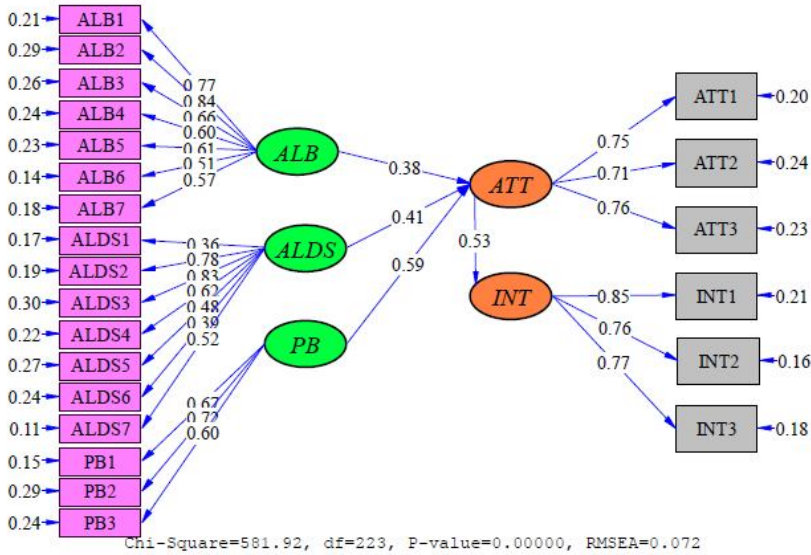 0.21 ALB1
0.29 ALB2
0.26 ALB3
0.24 ALB4
0.23 ALB5
0.14 ALB6
0.18 ALB7
0.17 ALDS1
0.19 ALDS2
0.30 ALDS3
0.22 ALDS4
0.27 ALDS5
0.24 ALDS6
0.11 ALDS7
0.15 PB1
0.29 PB2
0.24 PB3
0.77
0.84
0.66
0.60
0.61
0.51
0.57
0.36
0.78
0.83
0.62
0.48
0.39
0.52
0.67
0.72
0.60
ALB
ALDS
PB
0.38
0.41
0.59
ATT
0.53
INT
0.75
0.71
0.76
0.85
0.76
0.77
ATT1 0.20
ATT2 0.24
ATT3 0.23
INT1 0.21
INT2 0.16
INT3 0.18
Chi-Square=581.92, df=223, P-value=0.00000, RMSEA=0.072